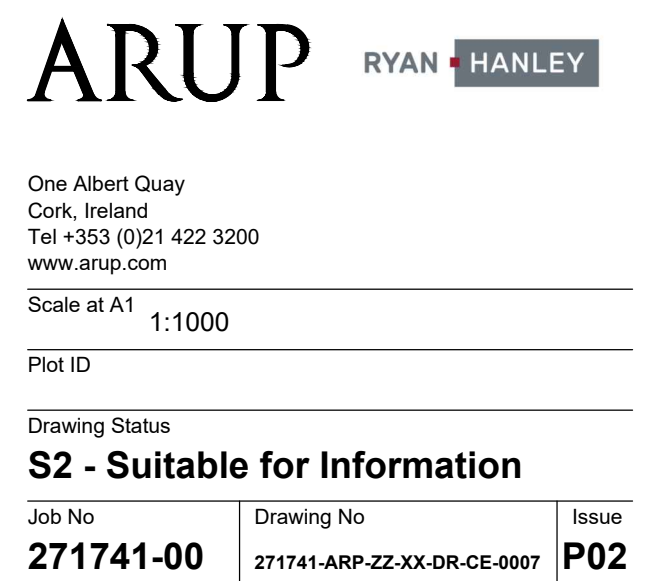 ARUP
RYAN HANLEY
One Albert Quay
Cork, Ireland
Tel +353 (0)21 422 3200
www.arup.com
Scale at A1 1:1000
Plot ID
Drawing Status
S2 - Suitable for Information
Job No Drawing No Issue
271741-00 271741-ARP-ZZ-XX-DR-CE-0007 P02